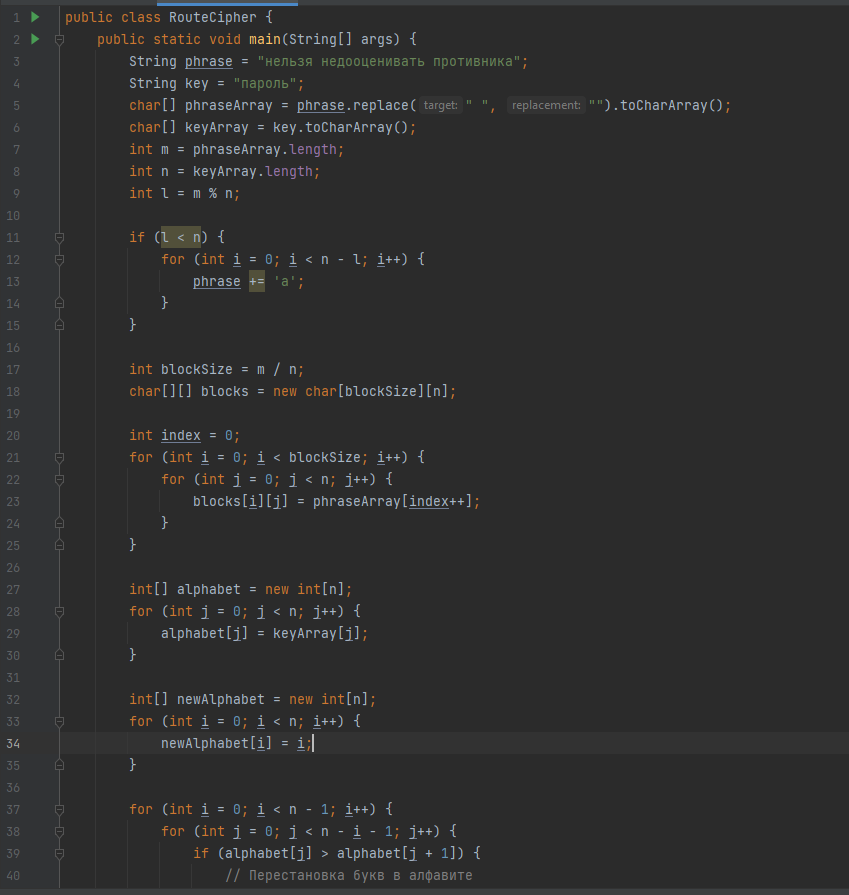 1 public class RouteCipher {
2 public static void main(String[] args) {
3 String phrase = "нельзя недооценивать противника";
4 String key = "пароль";
5 char[] phraseArray = phrase.replace( target: " ", replacement: "").toCharArray();
6 char[] keyArray = key.toCharArray();
7 int m = phraseArray.length;
8 int n = keyArray.length;
9 int l = m % n;
10
11 if (l < n) {
12 for (int i = 0; i < n - l; i++) {
13 phrase += 'а';
14 }
15 }
16
17 int blockSize = m / n;
18 char[][] blocks = new char[blockSize][n];
19
20 int index = 0;
21 for (int i = 0; i < blockSize; i++) {
22 for (int j = 0; j < n; j++) {
23 blocks[i][j] = phraseArray[index++];
24 }
25 }
26
27 int[] alphabet = new int[n];
28 for (int j = 0; j < n; j++) {
29 alphabet[j] = keyArray[j];
30 }
31
32 int[] newAlphabet = new int[n];
33 for (int i = 0; i < n; i++) {
34 newAlphabet[i] = i;
35 }
36
37 for (int i = 0; i < n - 1; i++) {
38 for (int j = 0; j < n - i - 1; j++) {
39 if (alphabet[j] > alphabet[j + 1]) {
40 // Перестановка букв в алфавите